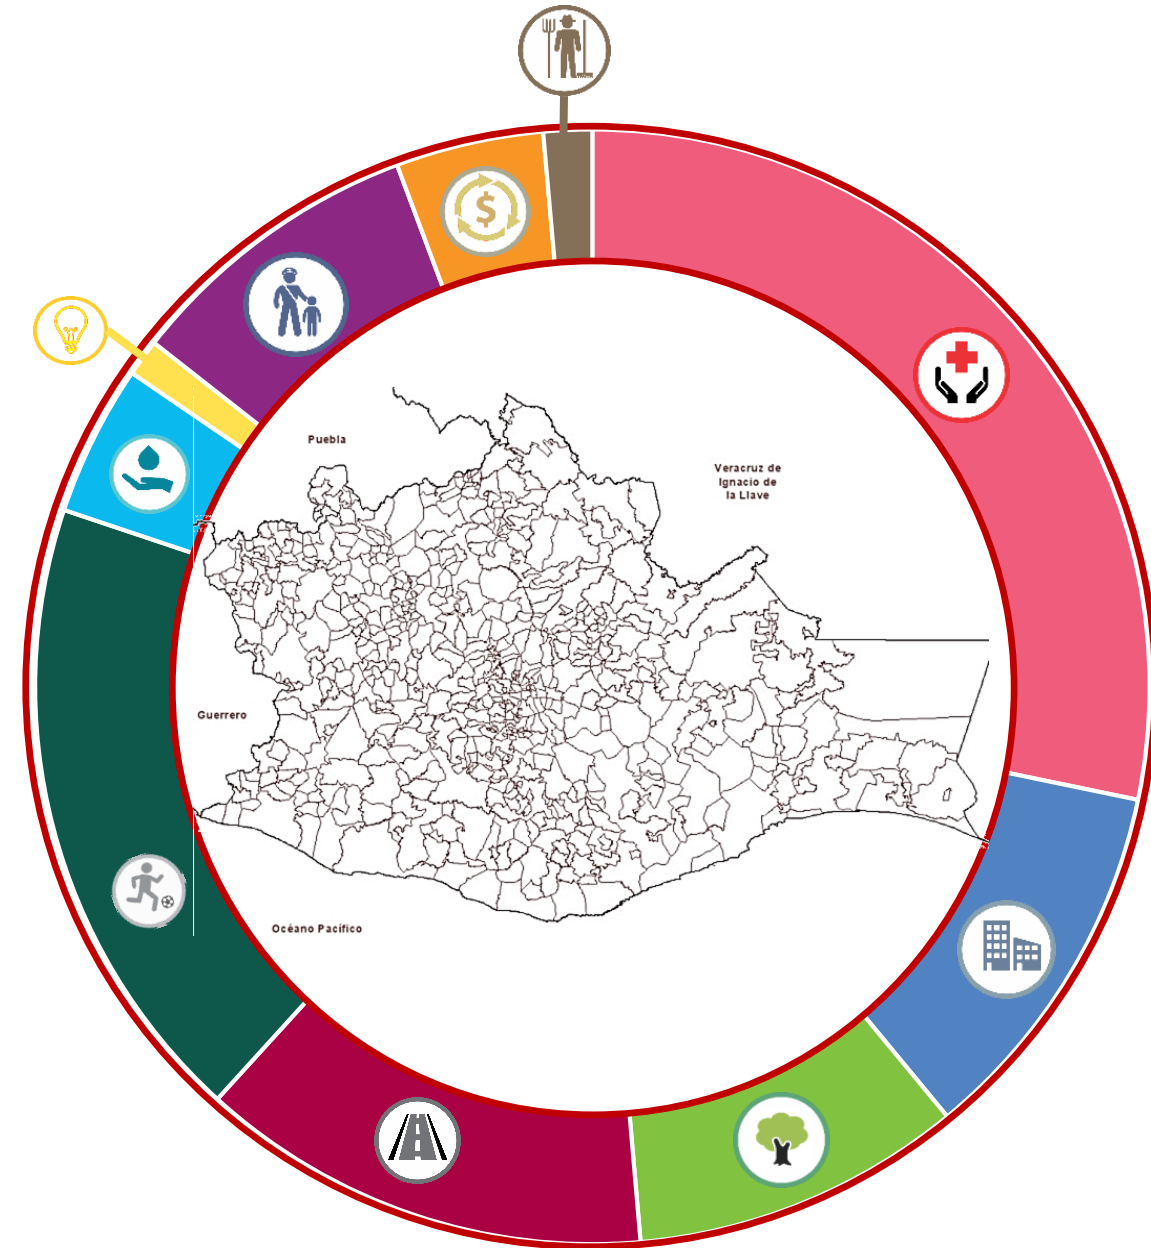 $
Puebla
Veracruz de
Ignacio de
la Llave
Guerrero
Océano Pacífico